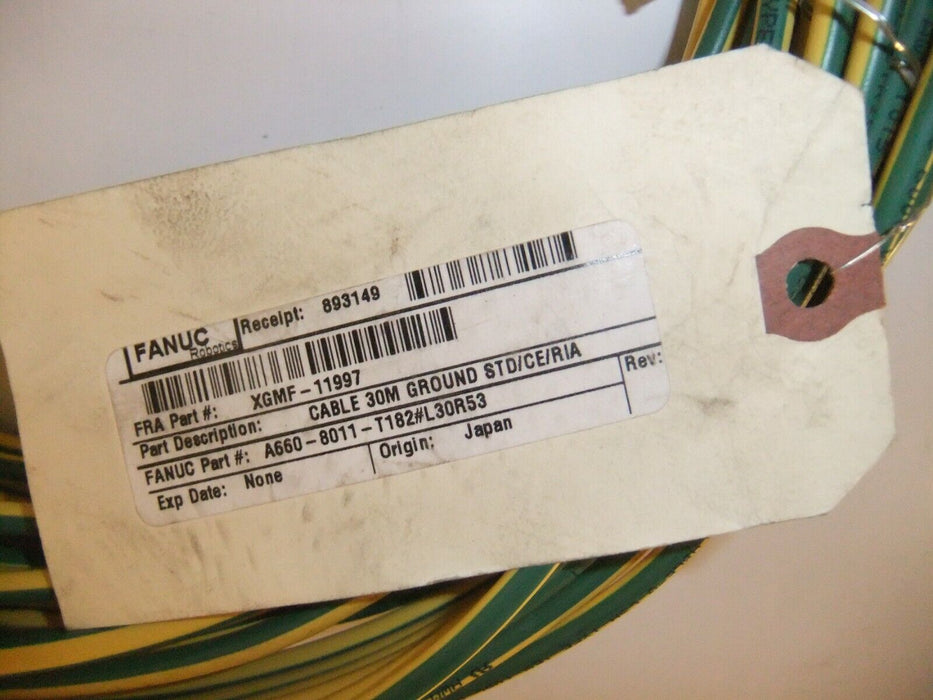 FANUC
Robotics
Receipt: 893149
FRA Part #: XGMF-11997
Part Description: CABLE 30M GROUND STD/CE/RIA
FANUC Part #: A660-8011-T182#L30R53
Rev:
Exp Date: None
Origin: Japan